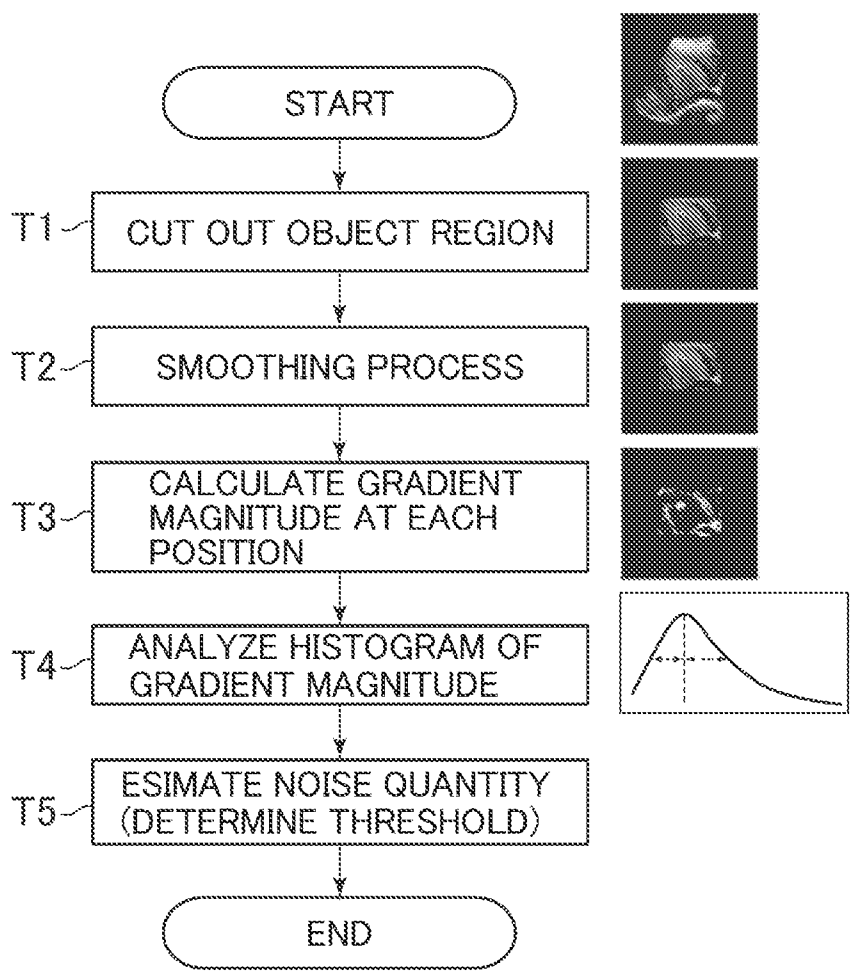 START
T1
CUT OUT OBJECT REGION
T2
SMOOTHING PROCESS
T3
CALCULATE GRADIENT
MAGNITUDE AT EACH
POSITION
T4
ANALYZE HISTOGRAM OF
GRADIENT MAGNITUDE
T5
ESIMATE NOISE QUANTITY
(DETERMINE THRESHOLD)
END